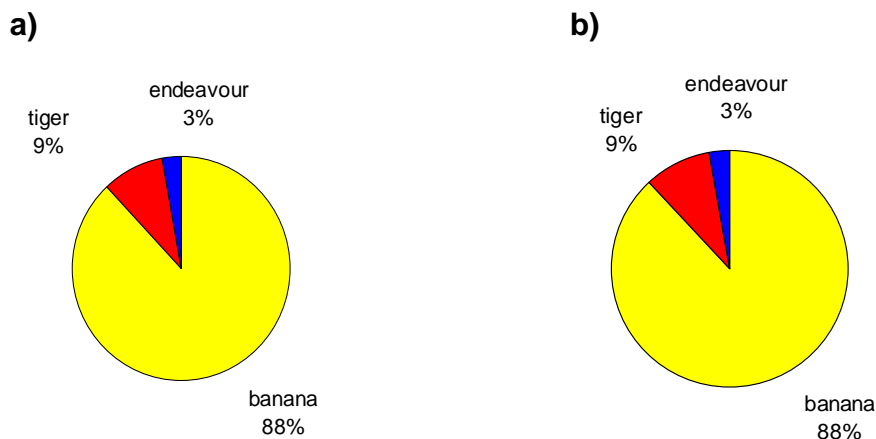 a)
endeavour
3%
tiger
9%
banana
88%
b)
endeavour
3%
tiger
9%
banana
88%